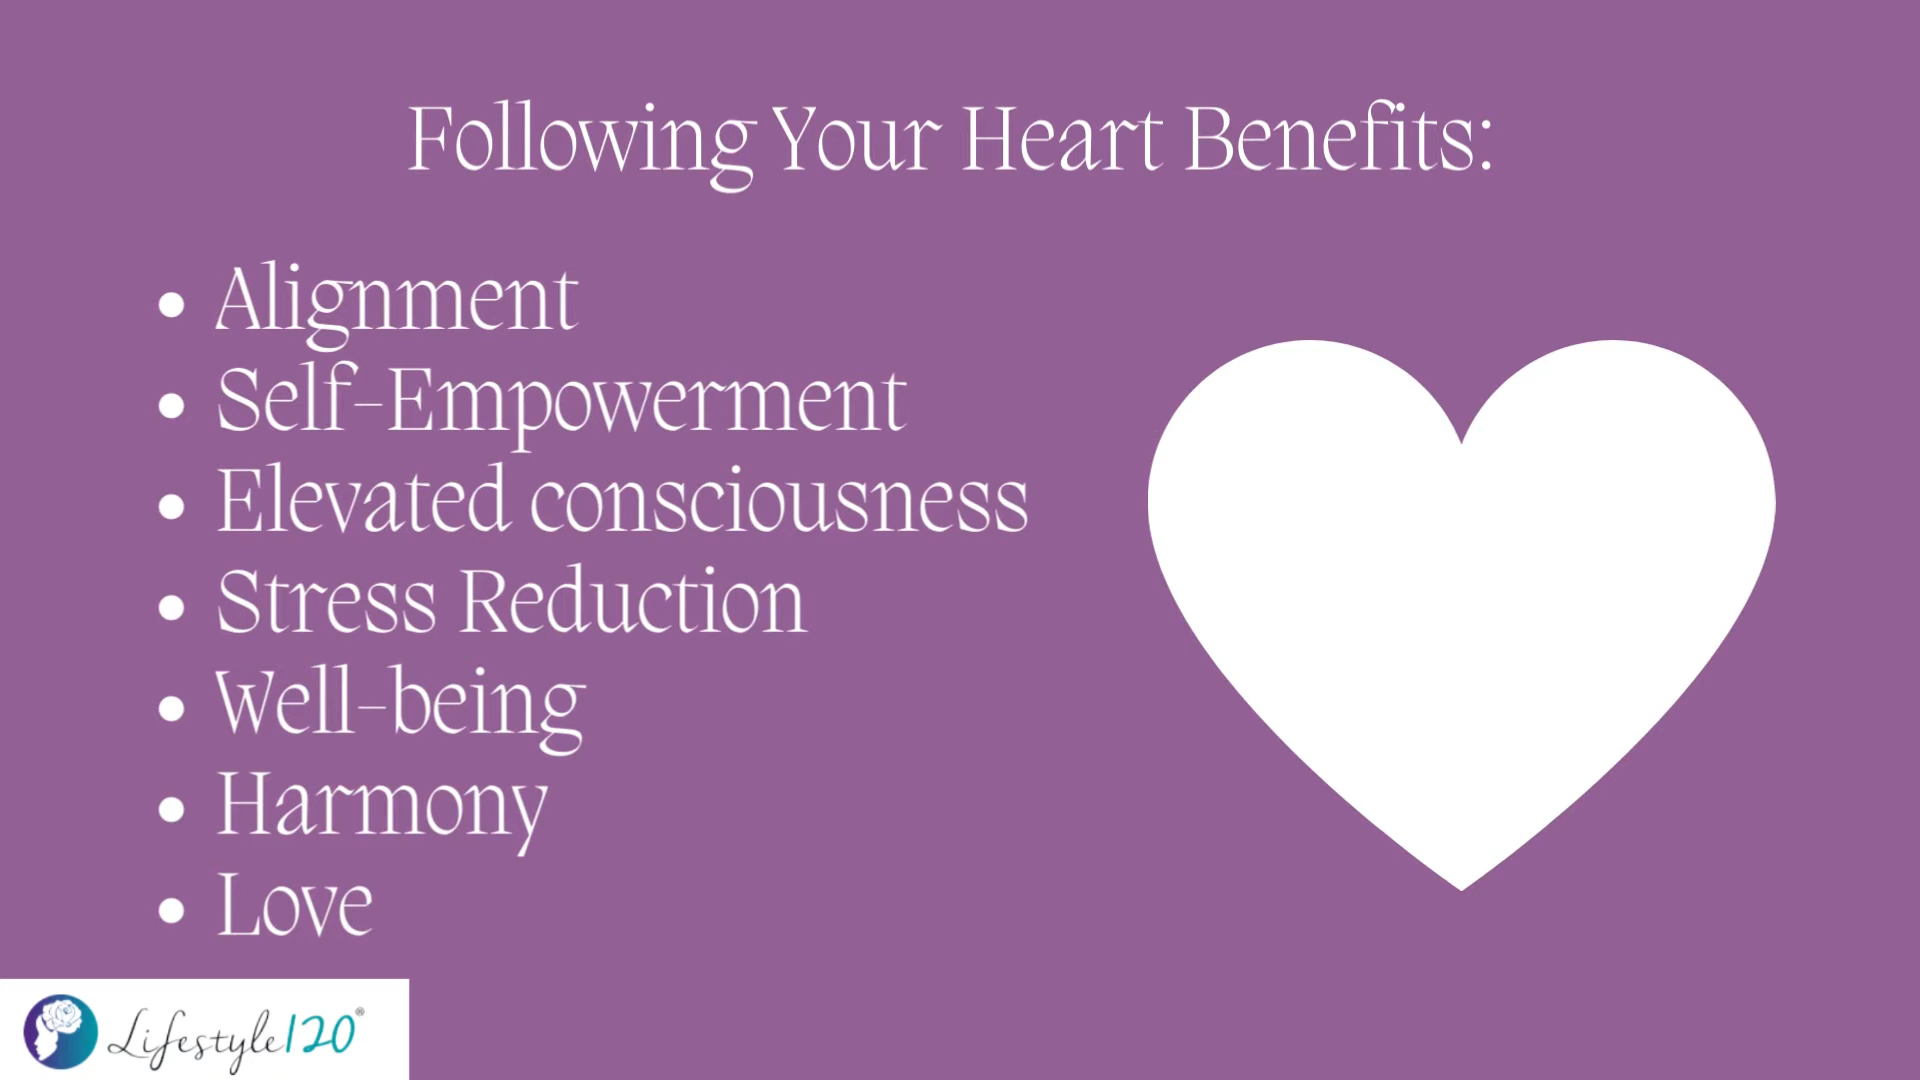 Following Your Heart Benefits:
• Alignment
• Self-Empowerment
• Elevated consciousness
• Stress Reduction
• Well-being
• Harmony
• Love
Lifestyle120®